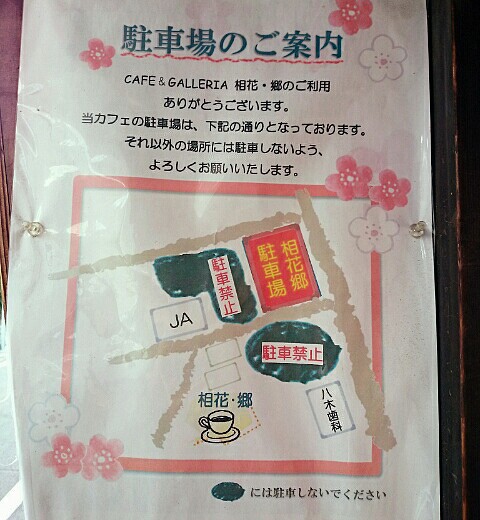 駐車場のご案内
CAFE&GALLERIA 相花・郷のご利用
ありがとうございます。
当カフェの駐車場は、下記の通りとなっております。
それ以外の場所には駐車しないよう、
よろしくお願いいたします。
相花郷
駐車場
駐車禁止
JA
駐車禁止
八木歯科
相花・郷
には駐車しないでください